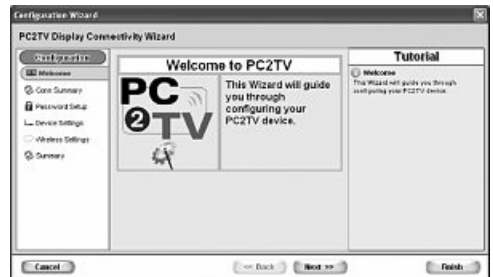 Configuration Wizard
PC2TV Display Connectivity Wizard
Configuration
Welcome
Conn Summary
Password Setup
Device Settings
Wireless Settings
Summary
Welcome to PC2TV
PC
2TV
This Wizard will guide
you through
configuring your
PC2TV device.
Tutorial
Welcome
This Wizard will guide you through
configuring your PC2TV device.
Cancel
<< Back
Next >>
Finish